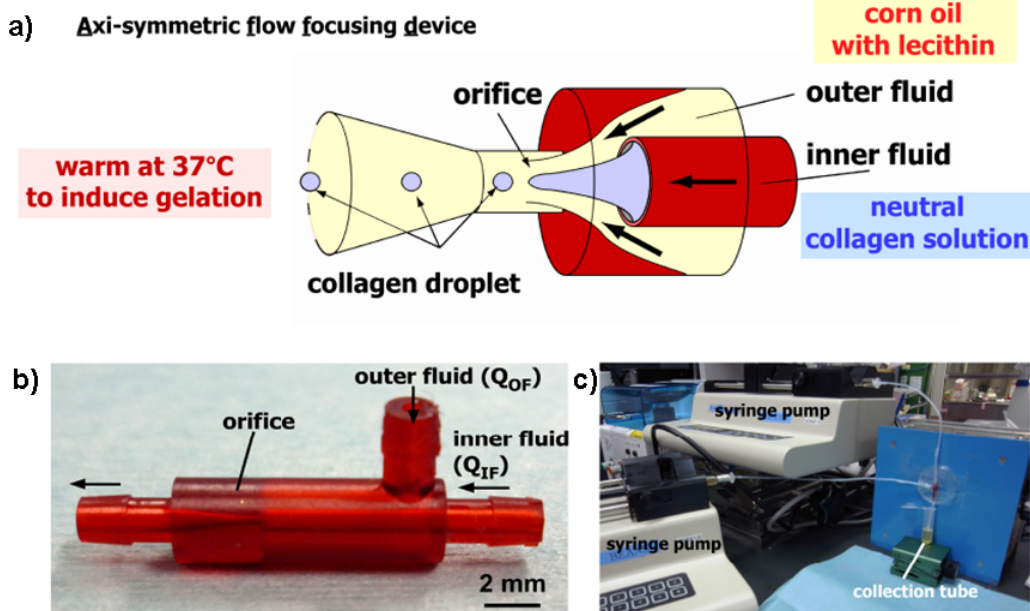 a)
Axi-symmetric flow focusing device
corn oil
with lecithin
orifice
outer fluid
warm at 37°C
to induce gelation
inner fluid
neutral
collagen solution
collagen droplet
b)
outer fluid (QOF)
orifice
inner fluid
(QIF)
2 mm
c)
syringe pump
syringe pump
collection tube